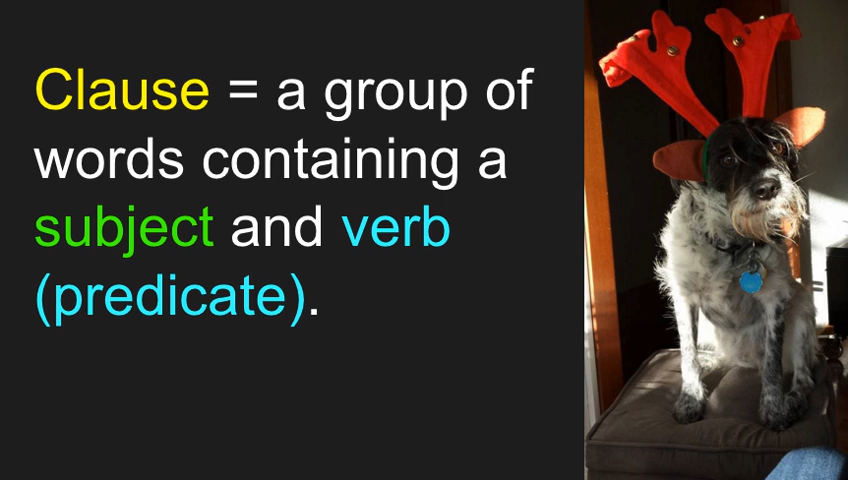 Clause = a group of
words containing a
subject and verb
(predicate).